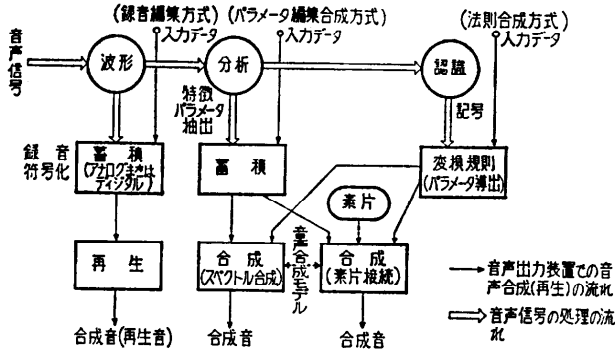 (録音編集方式)(パラメータ編集合成方式)
(法則合成方式)
入力データ
入力データ
入力データ
音声
信号
波形
分析
認識
特徴
パラメータ
抽出
記号
録音
符号化
蓄積
(アナログまたは
ディジタル)
蓄積
変換規則
(パラメータ導出)
素片
再生
合成
(スペクトル合成)
音声合成モデル
合成
(素片接続)
合成音(再生音)
合成音
合成音
音声出力装置での音
声合成(再生)の流れ
音声信号の処理の流
れ